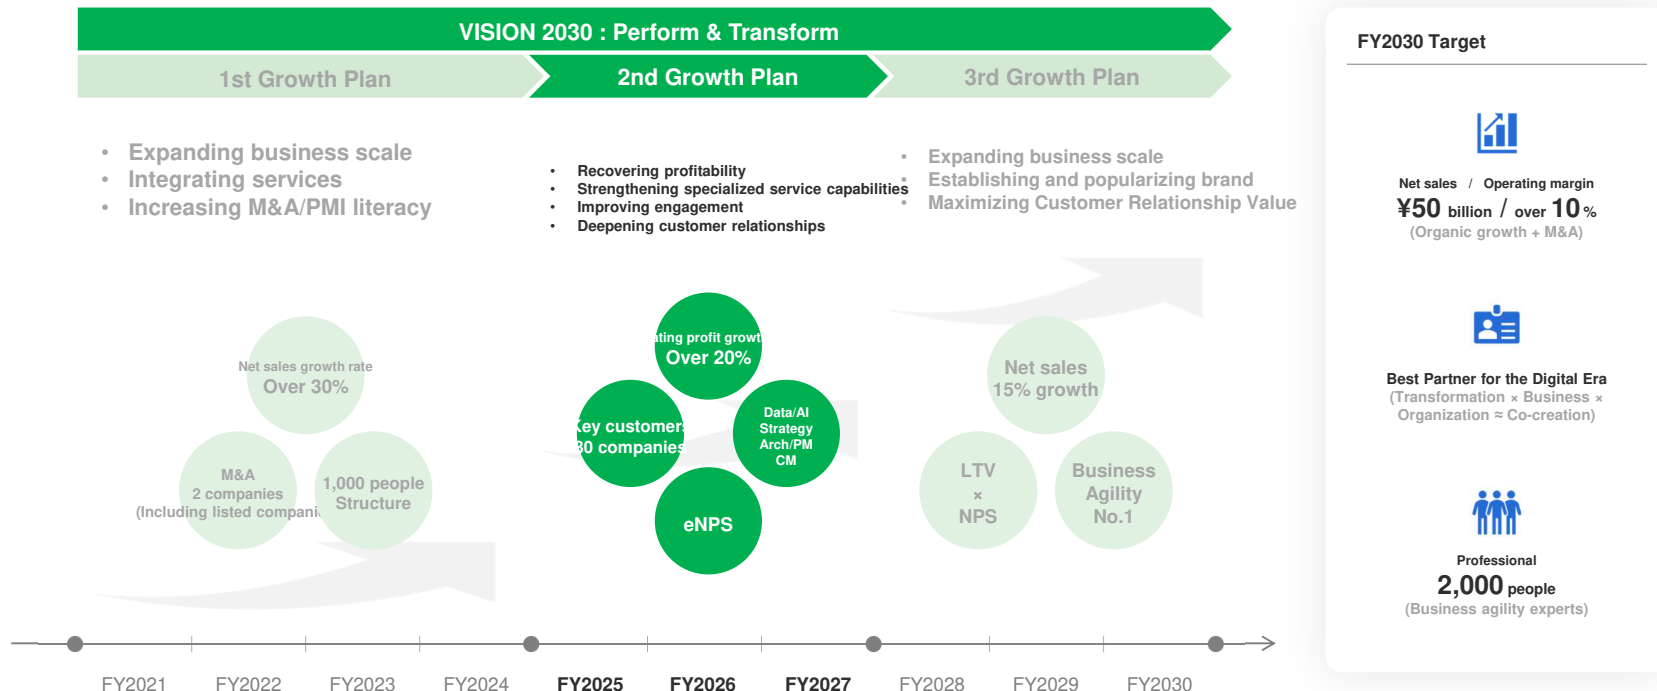 VISION 2030 : Perform & Transform
1st Growth Plan
2nd Growth Plan
3rd Growth Plan
• Expanding business scale
• Integrating services
• Increasing M&A/PMI literacy
• Recovering profitability
• Strengthening specialized service capabilities
• Improving engagement
• Deepening customer relationships
• Expanding business scale
• Establishing and popularizing brand
• Maximizing Customer Relationship Value
Net sales growth rate
Over 30%
M&A
2 companies
(Including listed
1,000 people
Structure
profit
Over 20%
Key customers
companies
Data/AI
Strategy
Arch/PM
CM
eNPS
Net sales
15% growth
LTV
×
NPS
Business
Agility
No.1
FY2021
FY2022
FY2023
FY2024
FY2025
FY2026
FY2027
FY2028
FY2029
FY2030
FY2030 Target
Net sales / Operating margin
¥50 billion / over 10 %
(Organic growth + M&A)
Best Partner for the Digital Era
(Transformation × Business ×
Organization ≈ Co-creation)
Professional
2,000 people
(Business agility experts)